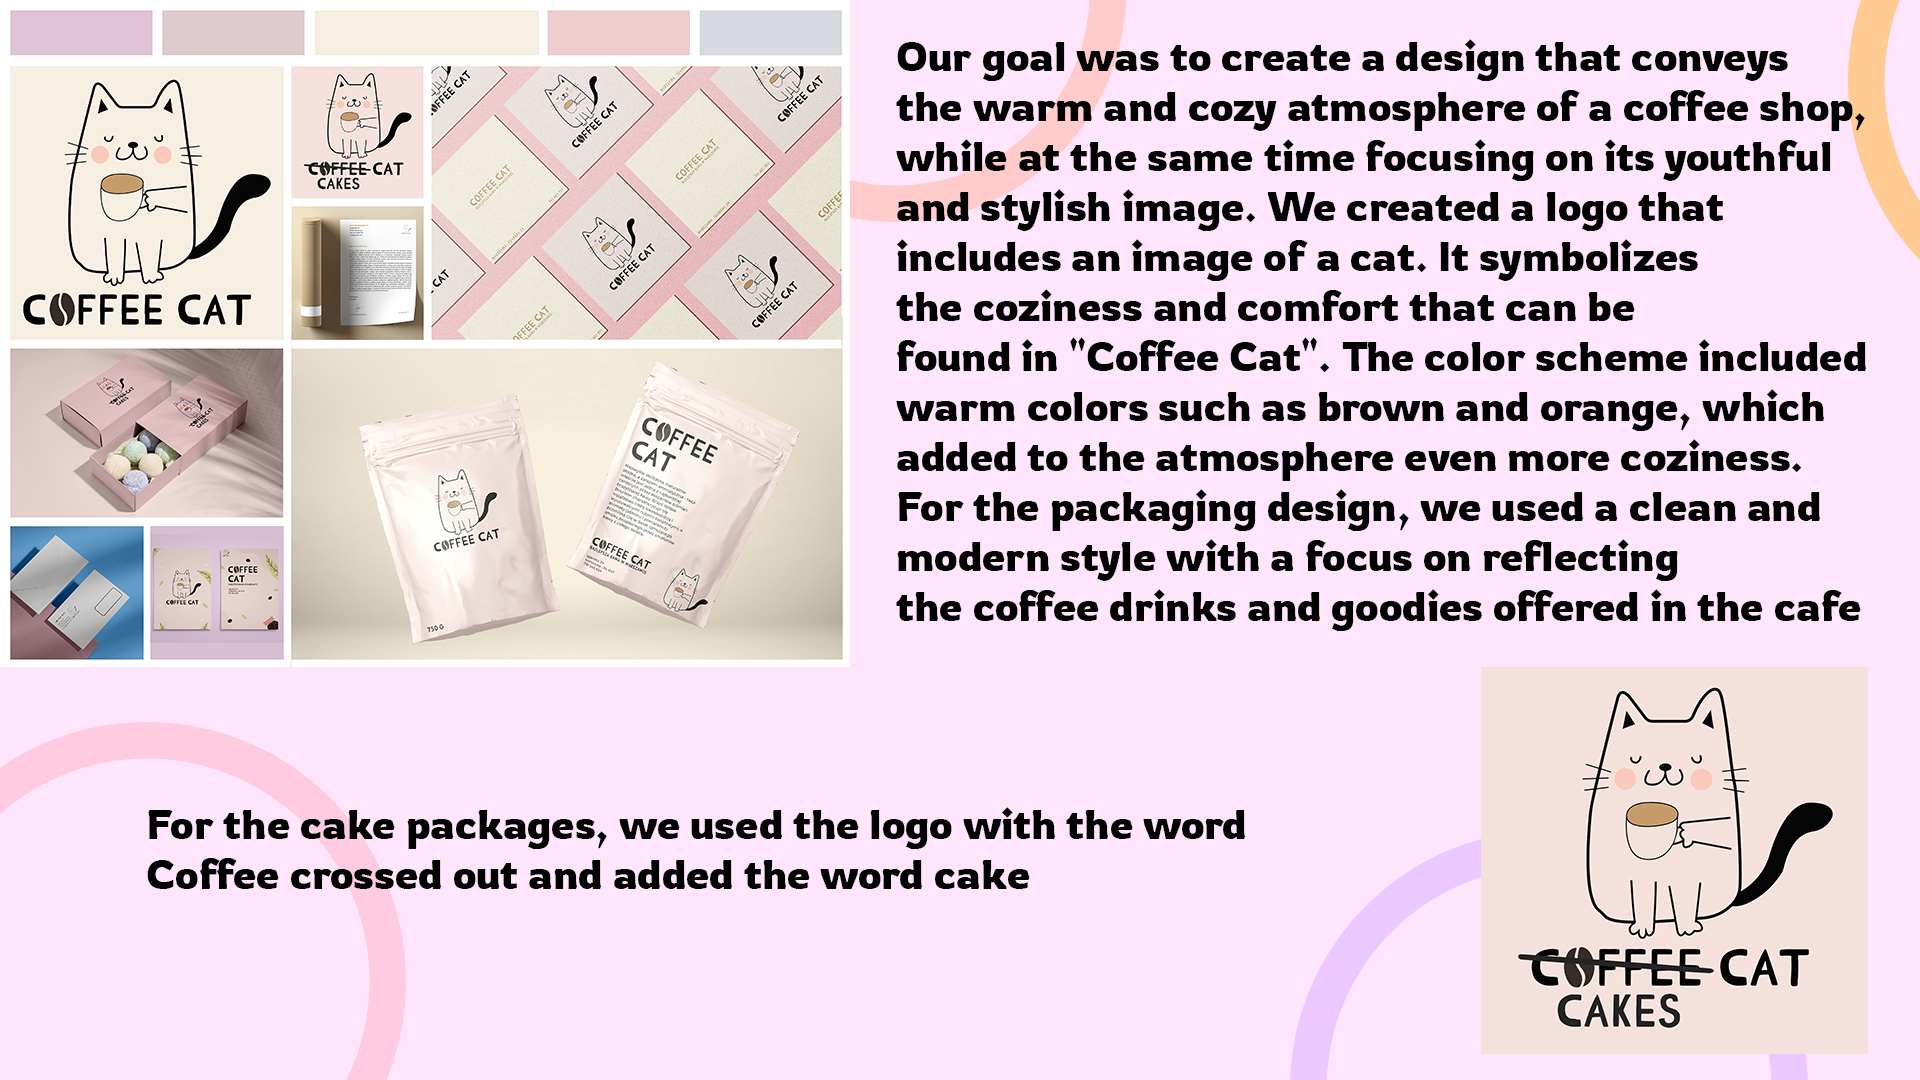 COFFEE CAT
COFFEE CAT
CAKES
COFFEE CAT
COFFEE CAT
COFFEE CAT
COFFEE CAT
COFFEE CAT
COFFEE CAT
COFFEE CAT
750 G
COFFEE
CAT
COFFEE CAT
NAJLEPSZA KAWA W WARSZAWIE
COFFEE CAT
COFFEE
CAT
Our goal was to create a design that conveys
the warm and cozy atmosphere of a coffee shop,
while at the same time focusing on its youthful
and stylish image. We created a logo that
includes an image of a cat. It symbolizes
the coziness and comfort that can be
found in "Coffee Cat". The color scheme included
warm colors such as brown and orange, which
added to the atmosphere even more coziness.
For the packaging design, we used a clean and
modern style with a focus on reflecting
the coffee drinks and goodies offered in the cafe
For the cake packages, we used the logo with the word
Coffee crossed out and added the word cake
COFFEE CAT
CAKES